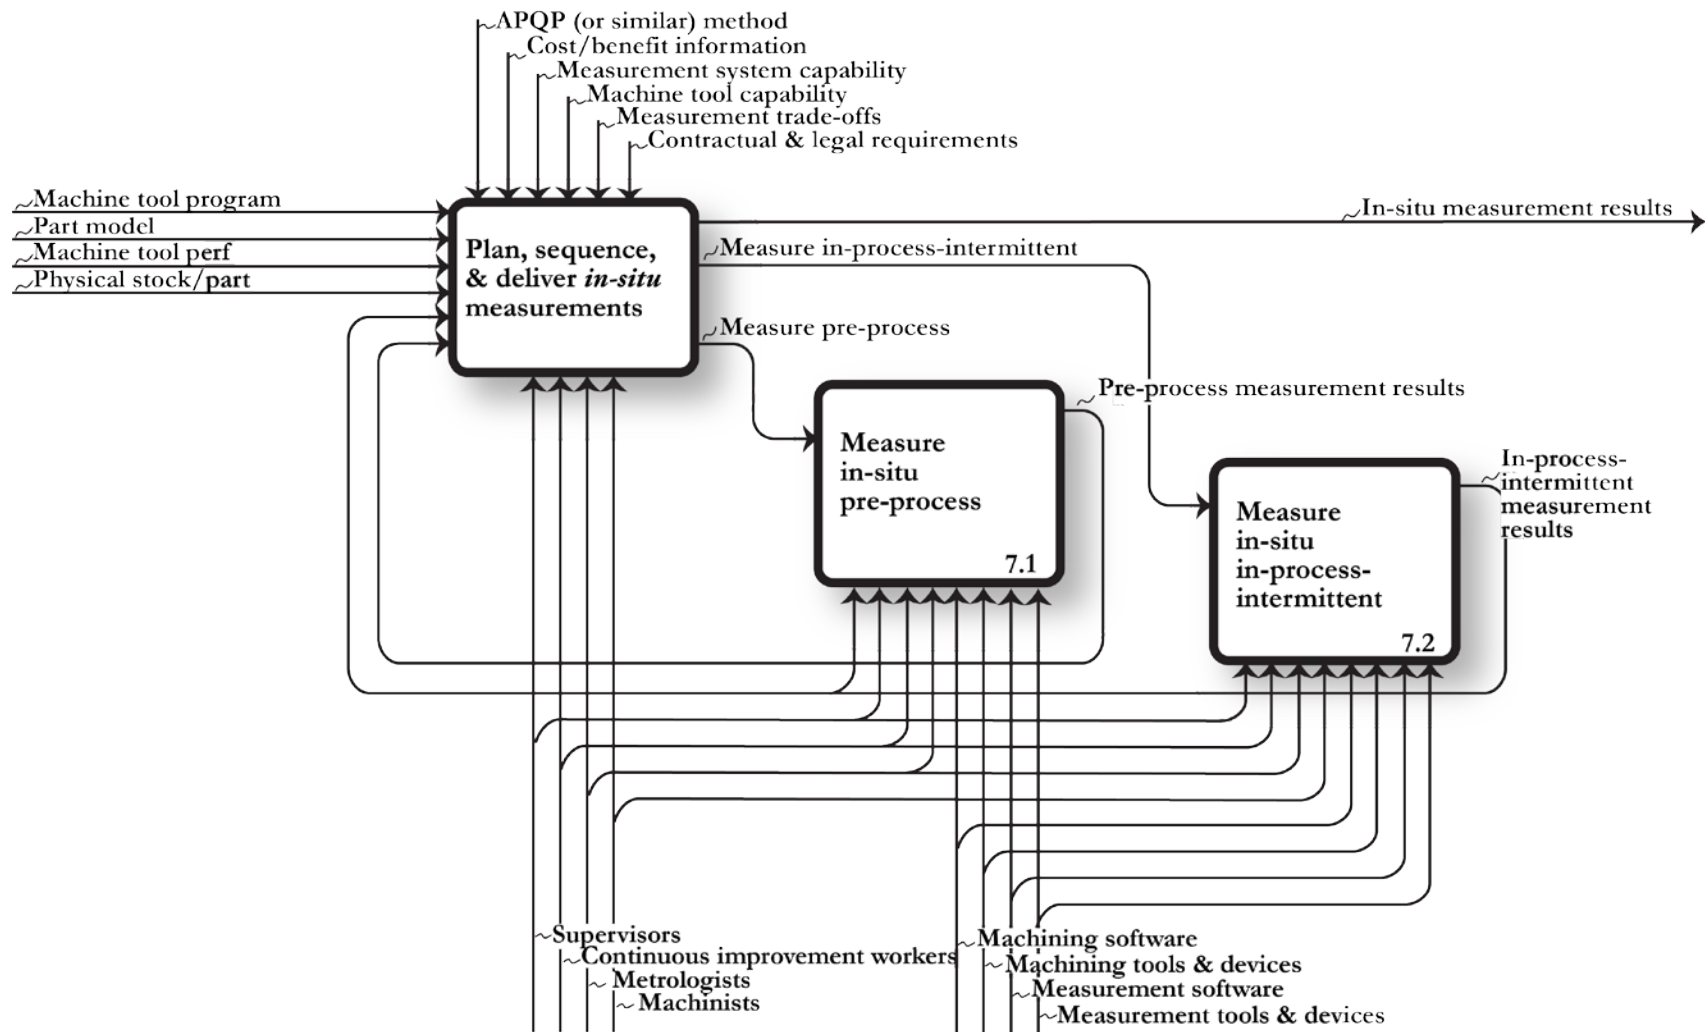 APQP (or similar) method
Cost/benefit information
Measurement system capability
Machine tool capability
Measurement trade-offs
Contractual & legal requirements
Machine tool program
Part model
Machine tool perf
Physical stock/part
Plan, sequence,
& deliver in-situ
measurements
In-situ measurement results
Measure in-process-intermittent
Measure pre-process
Pre-process measurement results
Measure
in-situ
pre-process
7.1
In-process-
intermittent
measurement
results
Measure
in-situ
in-process-
intermittent
7.2
Supervisors
Continuous improvement workers
Metrologists
Machinists
Machining software
Machining tools & devices
Measurement software
Measurement tools & devices